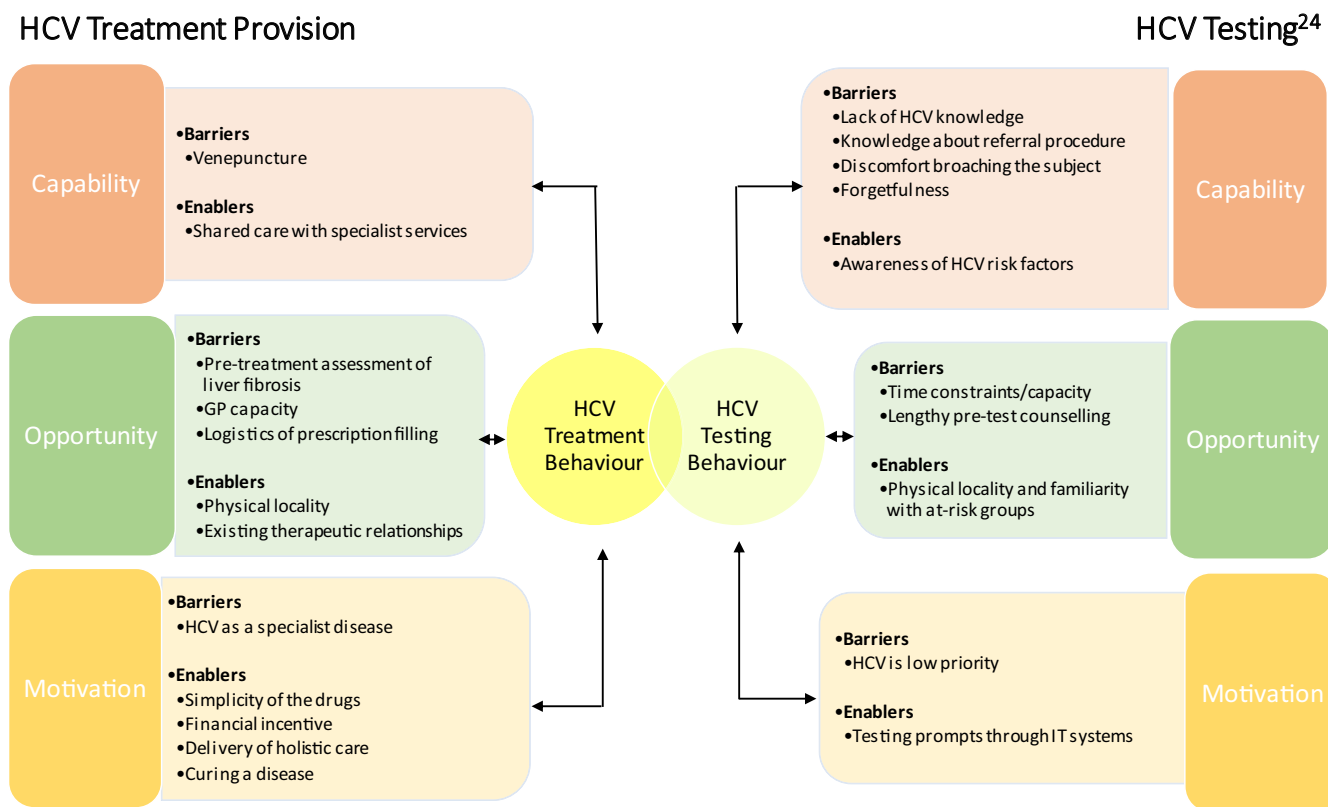 HCV Treatment Provision
HCV Testing24
Capability
•Barriers
•Venepuncture
•Enablers
•Shared care with specialist services
Opportunity
•Barriers
•Pre-treatment assessment of
liver fibrosis
•GP capacity
•Logistics of prescription filling
•Enablers
•Physical locality
•Existing therapeutic relationships
Motivation
•Barriers
•HCV as a specialist disease
•Enablers
•Simplicity of the drugs
•Financial incentive
•Delivery of holistic care
•Curing a disease
HCV
Treatment
Behaviour
HCV
Testing
Behaviour
•Barriers
•Lack of HCV knowledge
•Knowledge about referral procedure
•Discomfort broaching the subject
•Forgetfulness
•Enablers
•Awareness of HCV risk factors
Capability
•Barriers
•Time constraints/capacity
•Lengthy pre-test counselling
•Enablers
•Physical locality and familiarity
with at-risk groups
Opportunity
•Barriers
•HCV is low priority
•Enablers
•Testing prompts through IT systems
Motivation